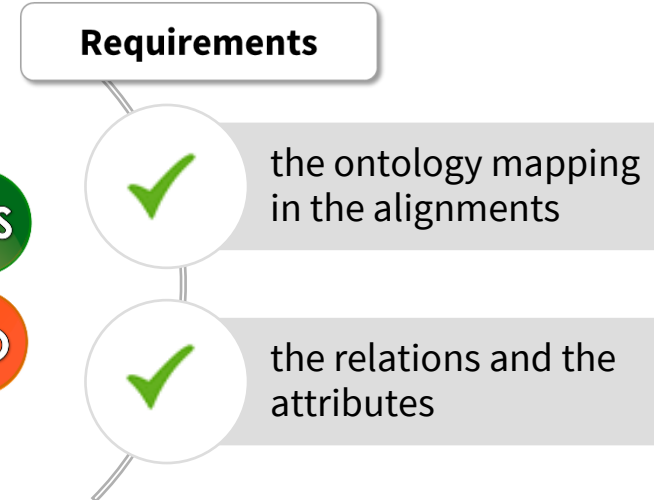 Requirements
the ontology mapping
in the alignments
the relations and the
attributes